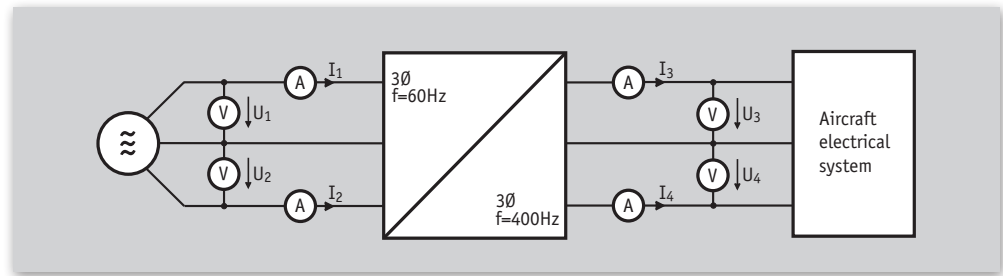 A
I₁
3Ø
f=60Hz
V
U₁
V
U₂
A
I₂
3Ø
f=400Hz
A
I₃
V
U₃
V
U₄
A
I₄
Aircraft
electrical
system